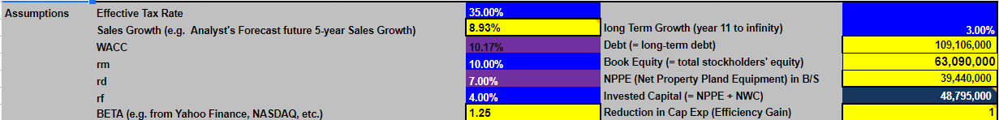 Assumptions Effective Tax Rate 35.00%
Sales Growth (e.g. Analyst's Forecast future 5-year Sales Growth) 8.93% long Term Growth (year 11 to infinity) 3.00%
WACC 10.17% Debt (= long-term debt) 109,106,000
rm 10.00% Book Equity (= total stockholders' equity) 63,090,000
rd 7.00% NPPE (Net Property Pland Equipment) in B/S 39,440,000
rf 4.00% Invested Capital (= NPPE + NWC) 48,795,000
BETA (e.g. from Yahoo Finance, NASDAQ, etc.) 1.25 Reduction in Cap Exp (Efficiency Gain) 1